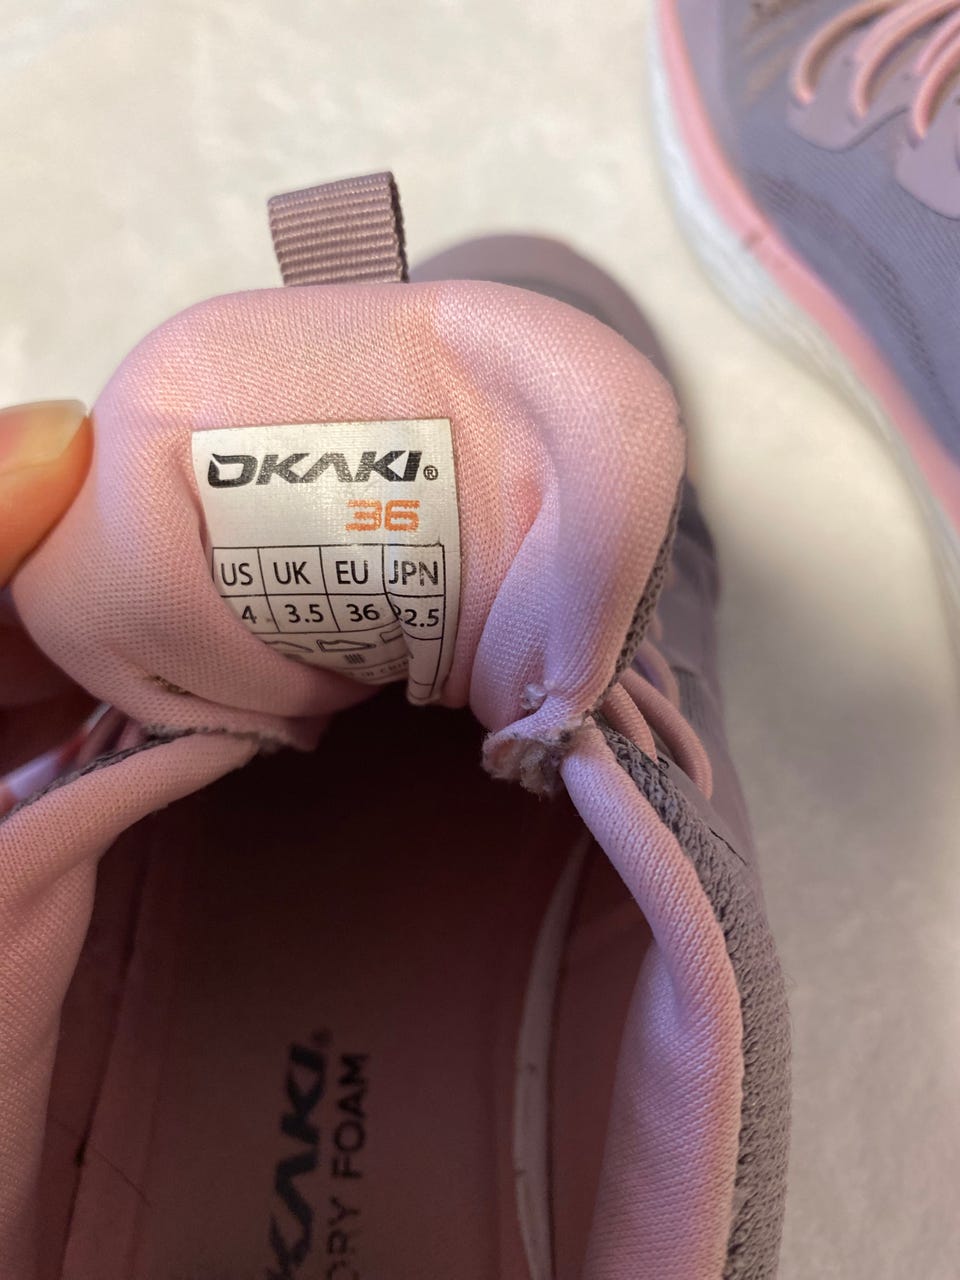 OKAKI®
36
US UK EU JPN
4 3.5 36 22.5
OKAKI®
ORY FOAM